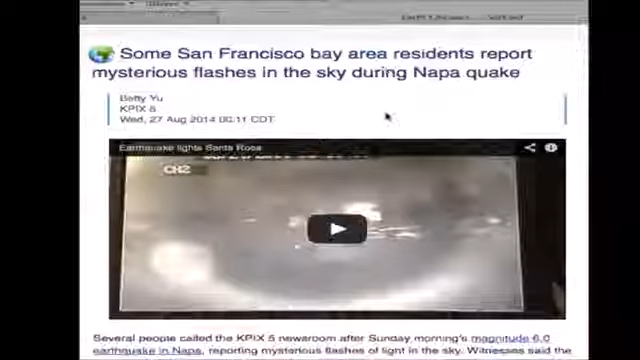 Some San Francisco bay area residents report
mysterious flashes in the sky during Napa quake
Betty Yu
KPIX 5
Wed, 27 Aug 2014 00:11 CDT
Earthquake lights Santa Rosa
CH2
Several people called the KPIX 5 newsroom after Sunday morning's magnitude 6.0
earthquake in Napa, reporting mysterious flashes of light in the sky. Witnesses said the